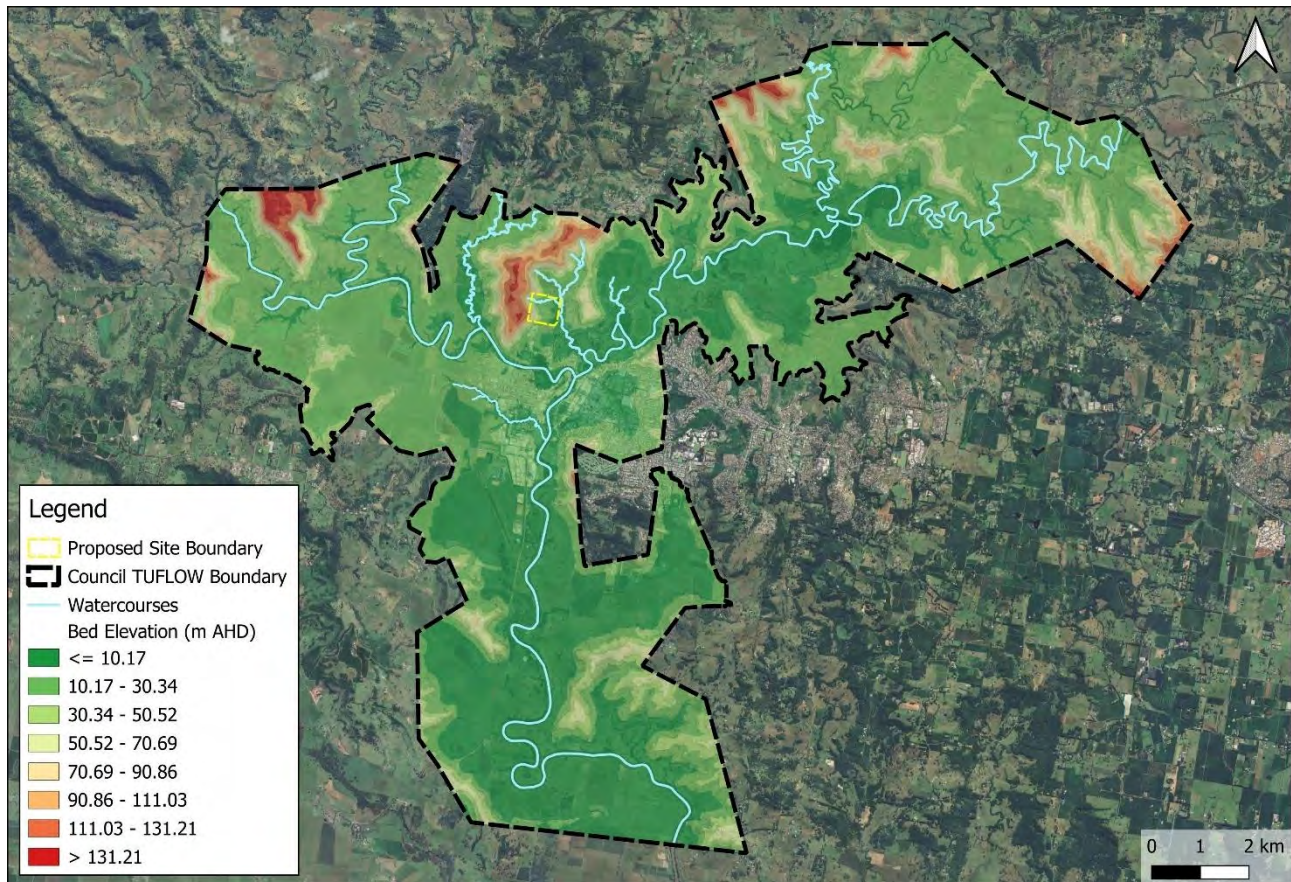 Legend
Proposed Site Boundary
Council TUFLOW Boundary
Watercourses
Bed Elevation (m AHD)
<= 10.17
10.17 - 30.34
30.34 - 50.52
50.52 - 70.69
70.69 - 90.86
90.86 - 111.03
111.03 - 131.21
> 131.21
0 1 2 km